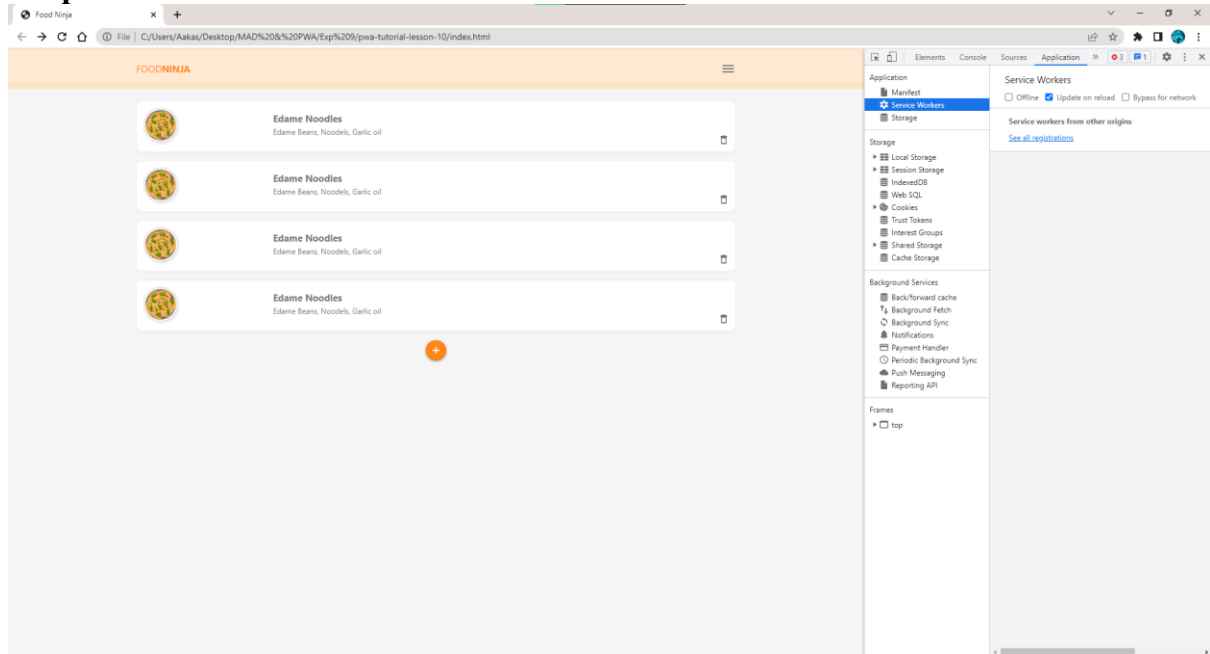 Food Ninja
File | C:/Users/Aakas/Desktop/MAD%20&%20PWA/Exp%209/pwa-tutorial-lesson-10/index.html
FOODNINJA
Edame Noodles
Edame Beans, Noodels, Garlic oil
Edame Noodles
Edame Beans, Noodels, Garlic oil
Edame Noodles
Edame Beans, Noodels, Garlic oil
Edame Noodles
Edame Beans, Noodels, Garlic oil
+
Elements Console Sources Application » 3 1
Application
Manifest
Service Workers
Storage
Storage
Local Storage
Session Storage
IndexedDB
Web SQL
Cookies
Trust Tokens
Interest Groups
Shared Storage
Cache Storage
Background Services
Back/forward cache
Background Fetch
Background Sync
Notifications
Payment Handler
Periodic Background Sync
Push Messaging
Reporting API
Frames
top
Service Workers
Offline Update on reload Bypass for network
Service workers from other origins
See all registrations